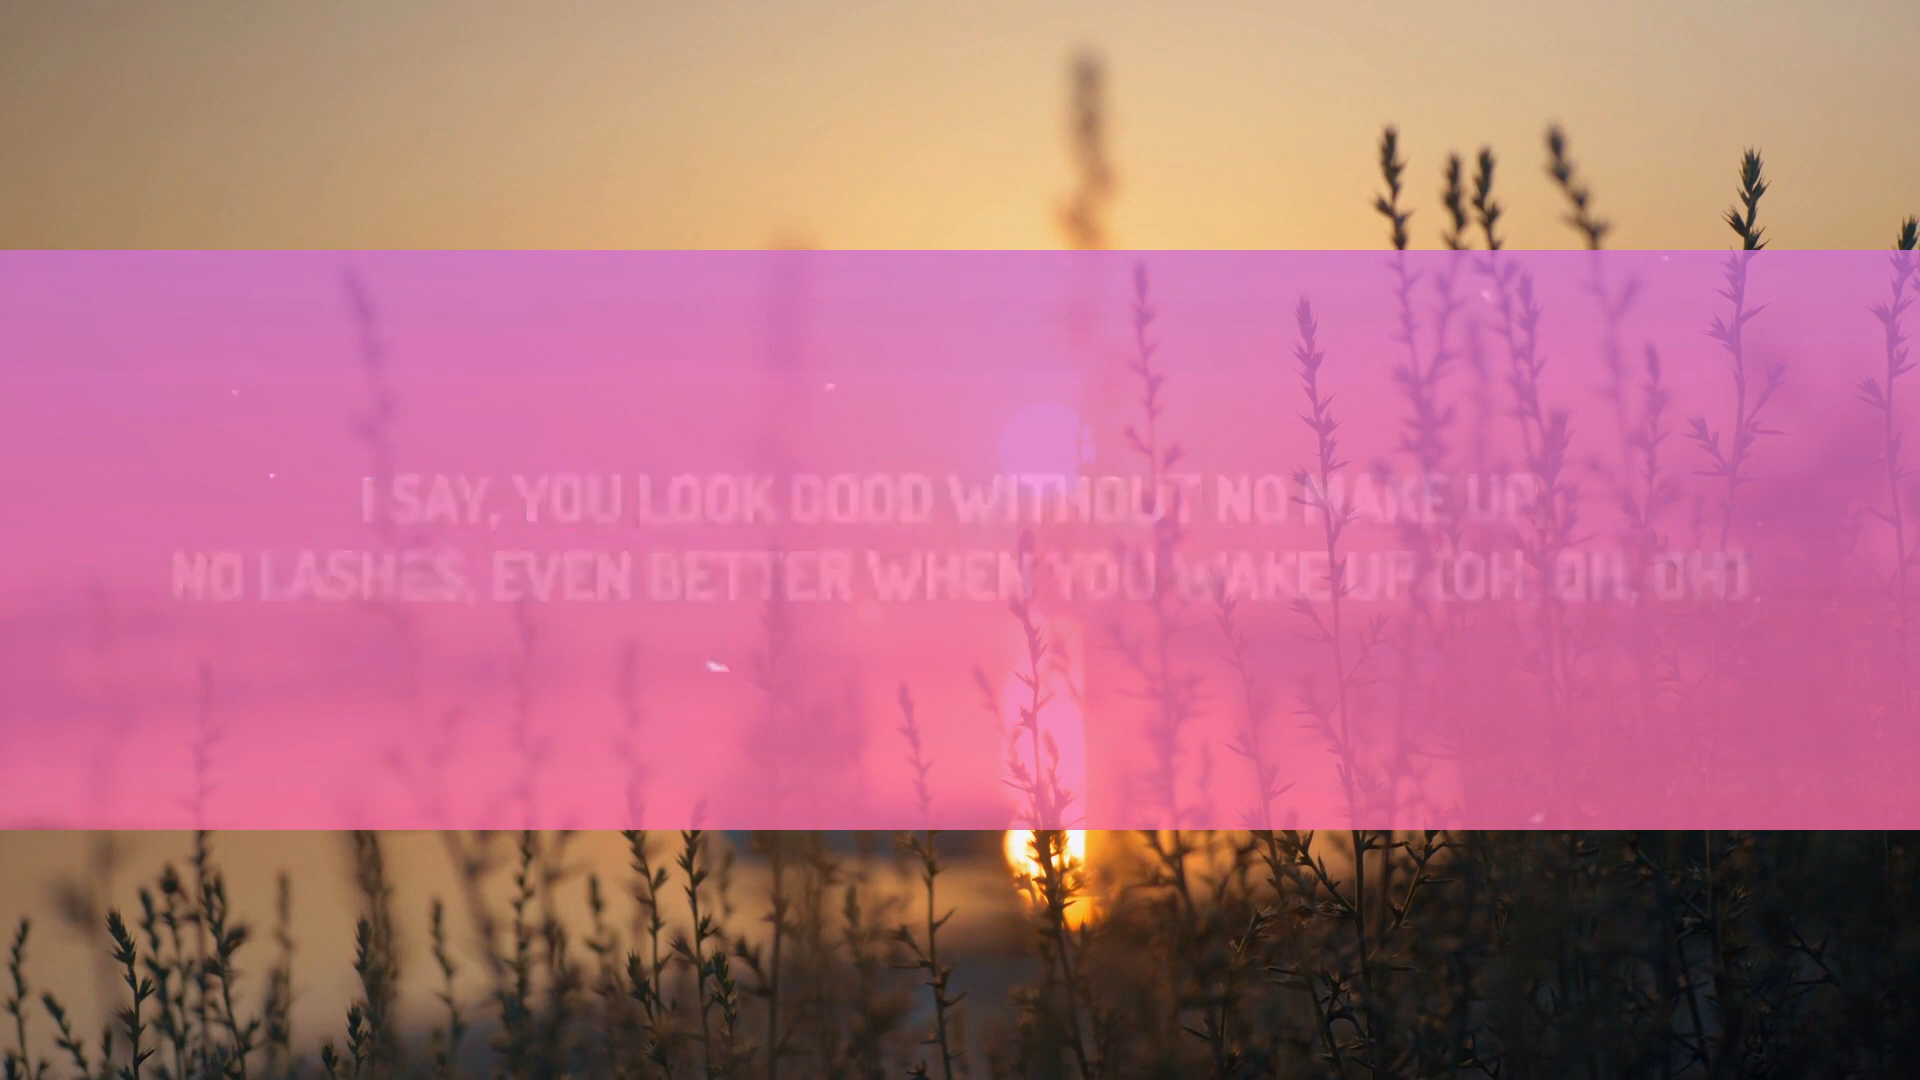 I SAY, YOU LOOK GOOD WITHOUT NO MAKE UP
NO LASHES, EVEN BETTER WHEN YOU WAKE UP (OH, OH, OH)